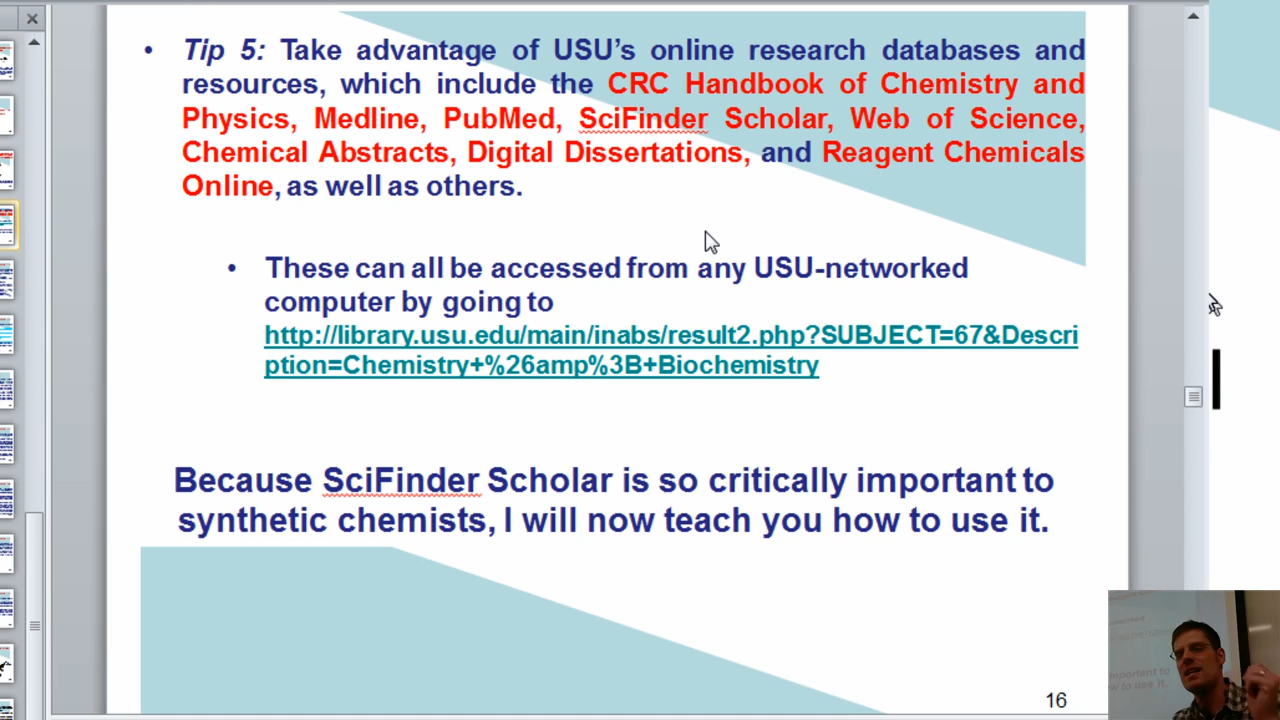 • Tip 5: Take advantage of USU's online research databases and
resources, which include the CRC Handbook of Chemistry and
Physics, Medline, PubMed, SciFinder Scholar, Web of Science,
Chemical Abstracts, Digital Dissertations, and Reagent Chemicals
Online, as well as others.
• These can all be accessed from any USU-networked
computer by going to
http://library.usu.edu/main/inabs/result2.php?SUBJECT=67&Descri
ption=Chemistry+%26amp%3B+Biochemistry
Because SciFinder Scholar is so critically important to
synthetic chemists, I will now teach you how to use it.
16